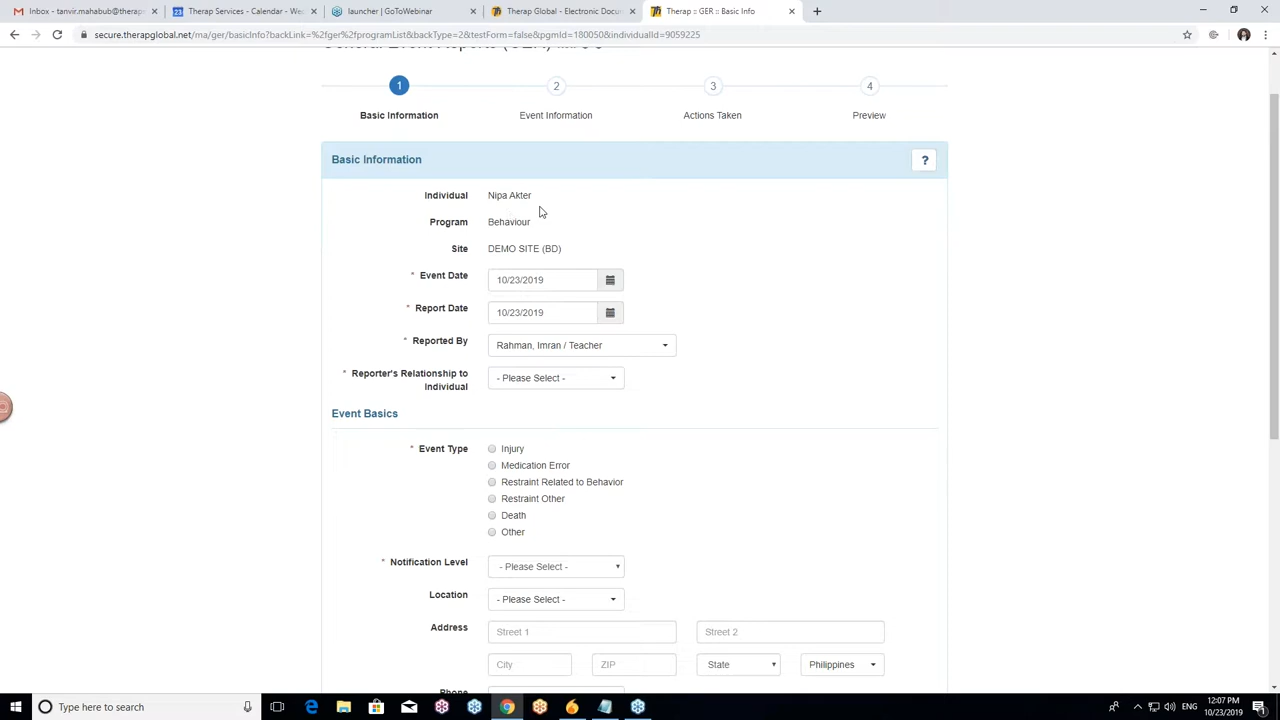 Inbox - tanvir.mahabub@therap
Therap Services - Calendar - We
launcher | GoToWebinar
Therap Global - Electronic Docum
Therap :: GER :: Basic Info
secure.therapglobal.net/ma/ger/basicInfo?backLink=%2fger%2fprogramList&backType=2&testForm=false&pgmId=180050&individualId=9059225
1
2
3
4
Basic Information
Event Information
Actions Taken
Preview
Basic Information
?
Individual Nipa Akter
Program Behaviour
Site DEMO SITE (BD)
* Event Date 10/23/2019
* Report Date 10/23/2019
* Reported By Rahman, Imran / Teacher
* Reporter's Relationship to Individual - Please Select -
Event Basics
* Event Type Injury
Medication Error
Restraint Related to Behavior
Restraint Other
Death
Other
* Notification Level - Please Select -
Location - Please Select -
Address Street 1 Street 2
City ZIP State Philippines
Phone
Type here to search
ENG
12:07 PM
10/23/2019